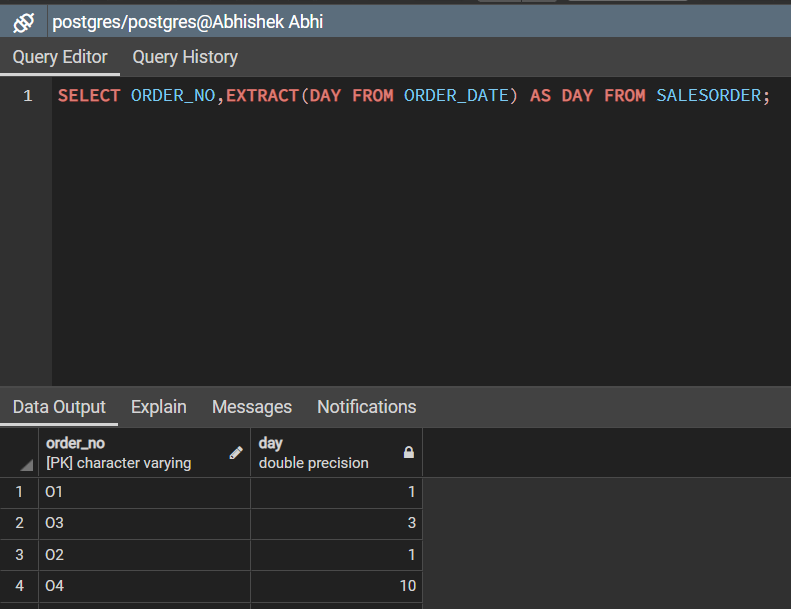 postgres/postgres@Abhishek Abhi
Query Editor Query History
1 SELECT ORDER_NO,EXTRACT(DAY FROM ORDER_DATE) AS DAY FROM SALESORDER;
Data Output Explain Messages Notifications
order_no day
[PK] character varying double precision
1 O1 1
2 O3 3
3 O2 1
4 O4 10